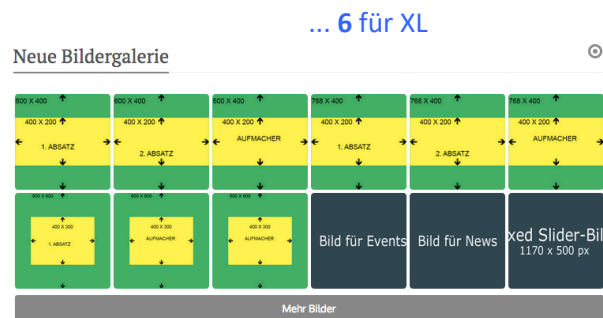 ... 6 für XL
Neue Bildergalerie
600 X 400 600 X 400 600 X 400 768 X 400 768 X 400 768 X 400
400 X 200 400 X 200 400 X 200 400 X 200 400 X 200 400 X 200
1. ABSATZ 2. ABSATZ AUFMACHER 1. ABSATZ 2. ABSATZ AUFMACHER
400 X 300 400 X 300 400 X 300
1. ABSATZ AUFMACHER AUFMACHER
Bild für Events Bild für News xed Slider-Bil
1170 x 500 px
Mehr Bilder